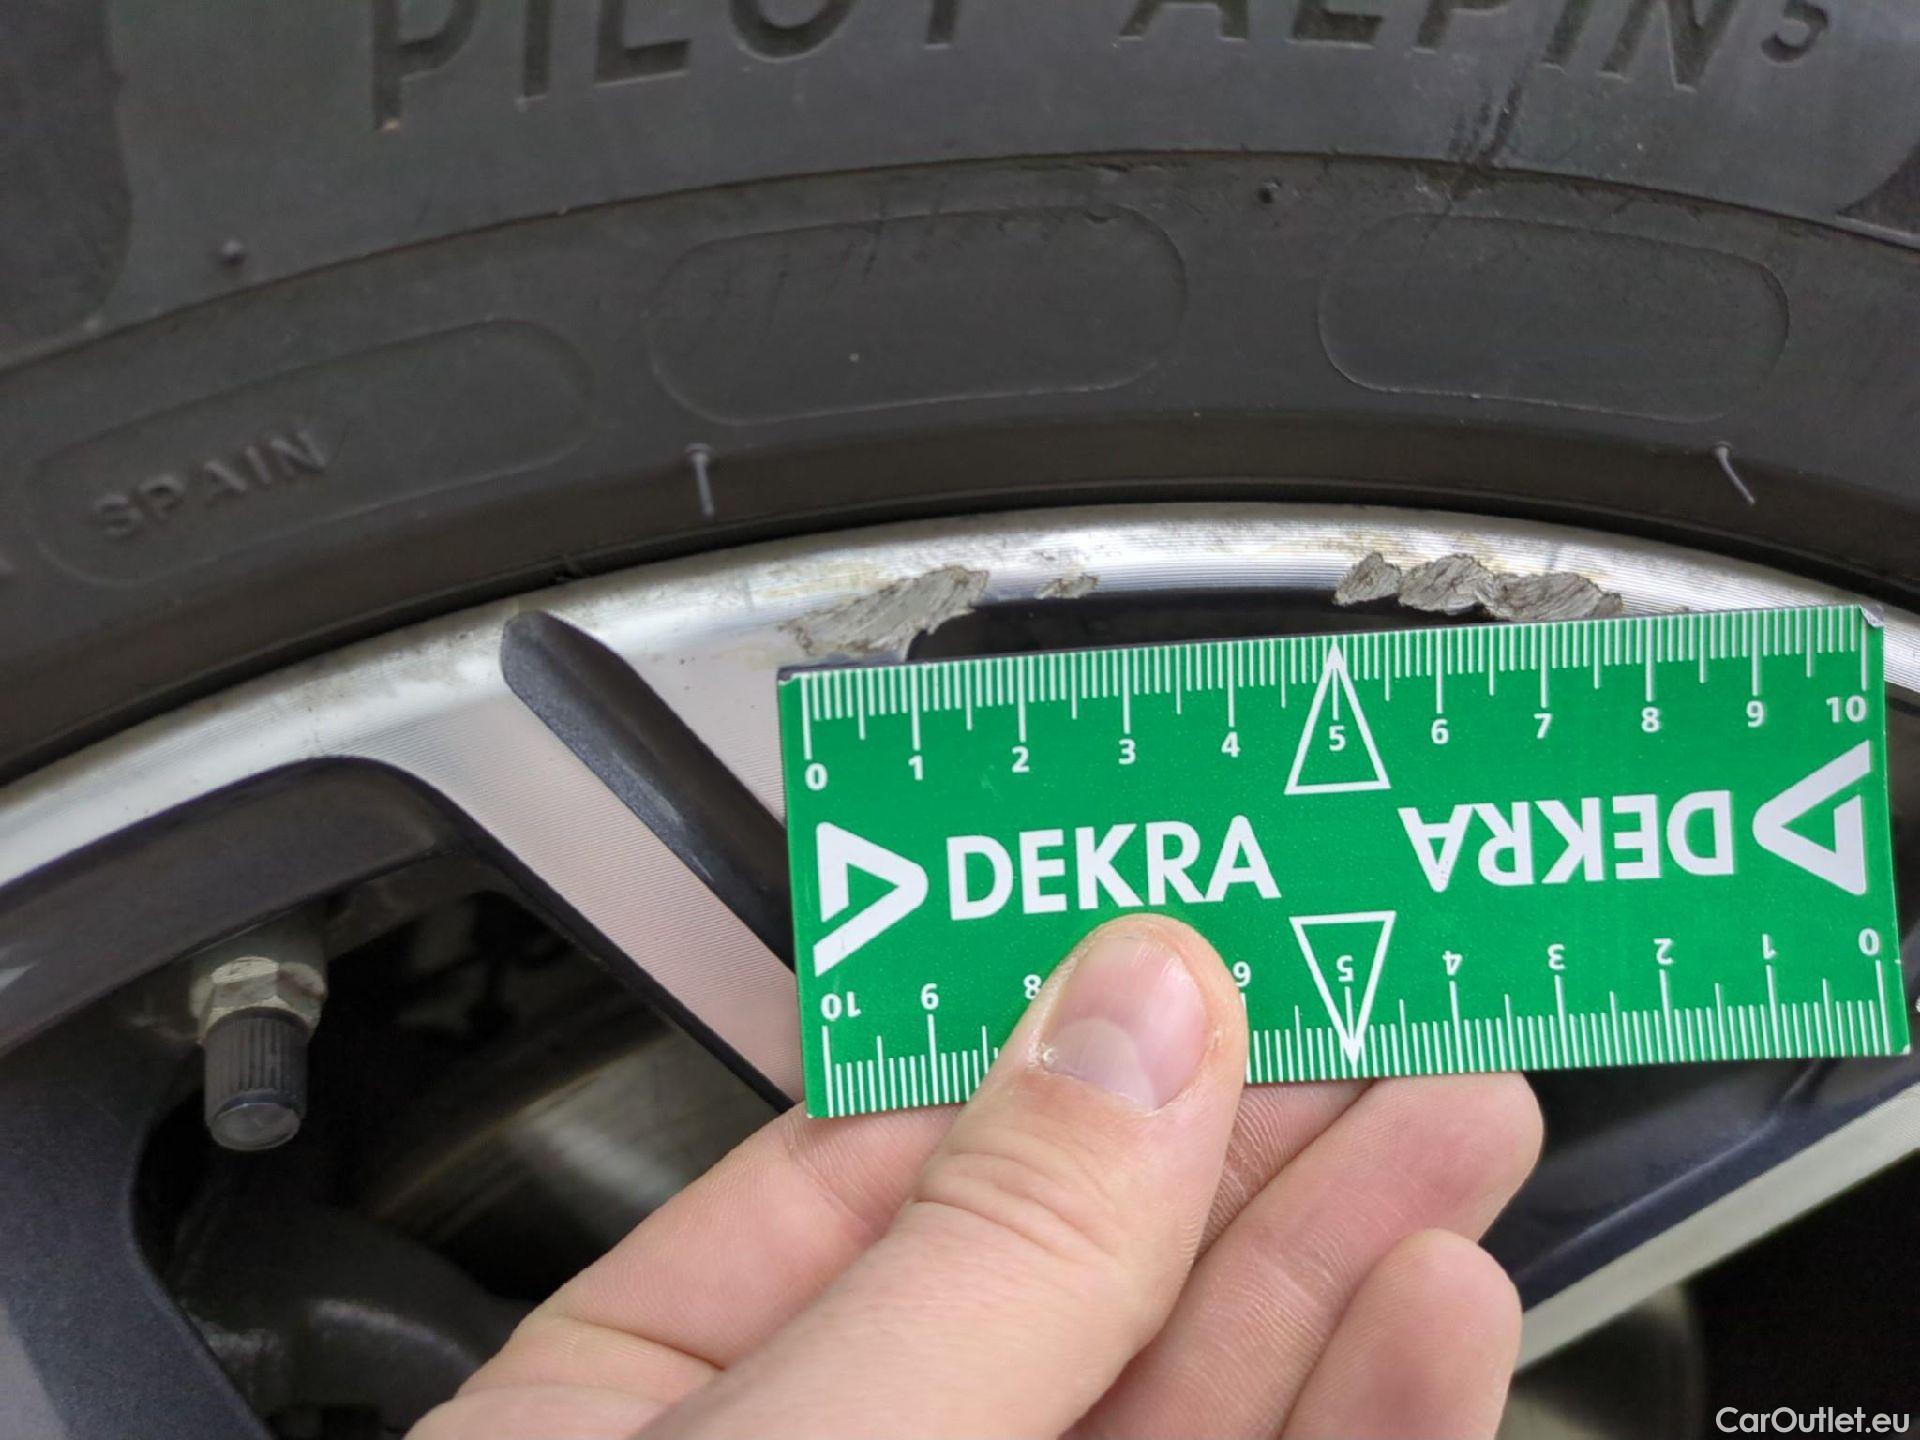 PILOT ALPIN 5
SPAIN
0 1 2 3 4 5 6 7 8 9 10
DEKRA DEKRA
10 9 8 6 5 4 3 2 1 0
CarOutlet.eu